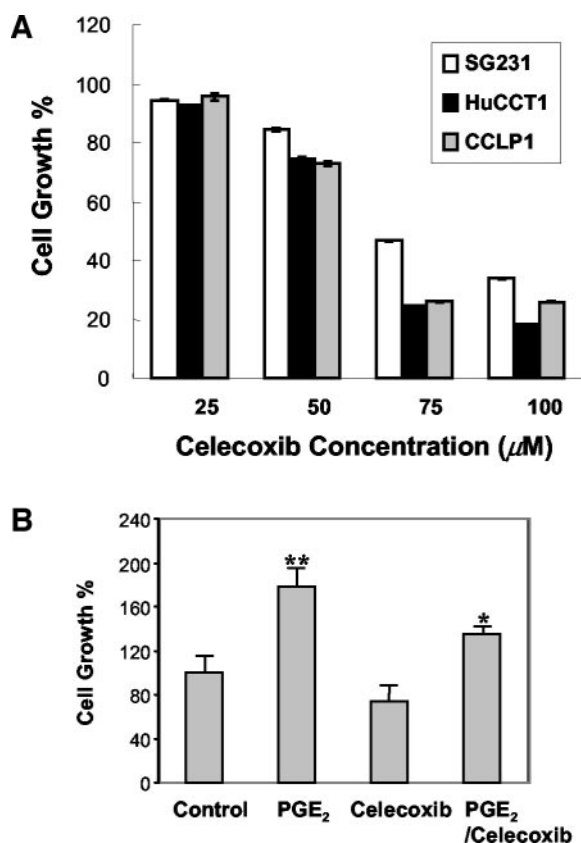 A
120
100
80
60
40
20
0
Cell Growth %
SG231
HuCCT1
CCLP1
25 50 75 100
Celecoxib Concentration (μM)
B
240
200
160
120
80
40
0
Cell Growth %
**
*
Control PGE₂ Celecoxib PGE₂
/Celecoxib